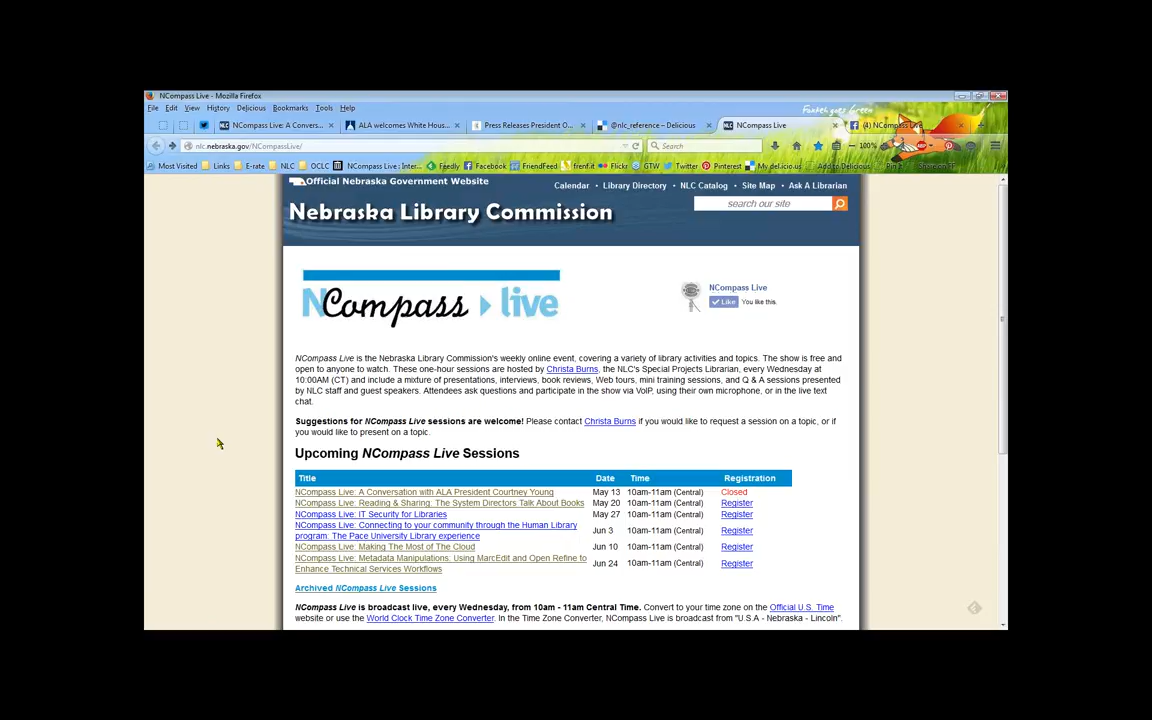 NCompass Live - Mozilla Firefox
File Edit View History Delicious Bookmarks Tools Help
NCompass Live: A Convers... ALA welcomes White Hous... Press Releases President O... @nlc_reference – Delicious NCompass Live (4) NCompass Live
nlc.nebraska.gov/NCompassLive/ Search 100%
Most Visited Links E-rate NLC OCLC NCompass Live: Inter... Feedly Facebook FriendFeed frenf.it Flickr GTW Twitter Pinterest My del.icio.us Add to Delicious
Official Nebraska Government Website
Calendar • Library Directory • NLC Catalog • Site Map • Ask A Librarian
Nebraska Library Commission
search our site
NCompass live
NCompass Live
Like You like this.
NCompass Live is the Nebraska Library Commission's weekly online event, covering a variety of library activities and topics. The show is free and
open to anyone to watch. These one-hour sessions are hosted by Christa Burns, the NLC's Special Projects Librarian, every Wednesday at
10:00AM (CT) and include a mixture of presentations, interviews, book reviews, Web tours, mini training sessions, and Q & A sessions presented
by NLC staff and guest speakers. Attendees ask questions and participate in the show via VoIP, using their own microphone, or in the live text
chat.
Suggestions for NCompass Live sessions are welcome! Please contact Christa Burns if you would like to request a session on a topic, or if
you would like to present on a topic.
Upcoming NCompass Live Sessions
Title Date Time Registration
NCompass Live: A Conversation with ALA President Courtney Young May 13 10am-11am (Central) Closed
NCompass Live: Reading & Sharing: The System Directors Talk About Books May 20 10am-11am (Central) Register
NCompass Live: IT Security for Libraries May 27 10am-11am (Central) Register
NCompass Live: Connecting to your community through the Human Library
program: The Pace University Library experience Jun 3 10am-11am (Central) Register
NCompass Live: Making The Most of The Cloud Jun 10 10am-11am (Central) Register
NCompass Live: Metadata Manipulations: Using MarcEdit and Open Refine to
Enhance Technical Services Workflows Jun 24 10am-11am (Central) Register
Archived NCompass Live Sessions
NCompass Live is broadcast live, every Wednesday, from 10am - 11am Central Time. Convert to your time zone on the Official U.S. Time
website or use the World Clock Time Zone Converter. In the Time Zone Converter, NCompass Live is broadcast from "U.S.A - Nebraska - Lincoln".